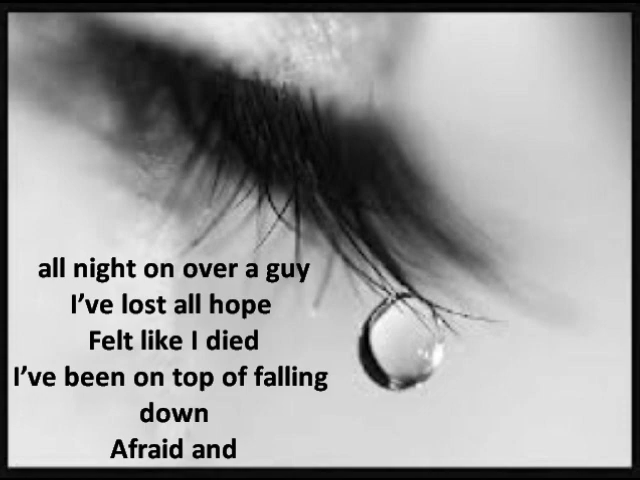 all night on over a guy
I've lost all hope
Felt like I died
I've been on top of falling
down
Afraid and